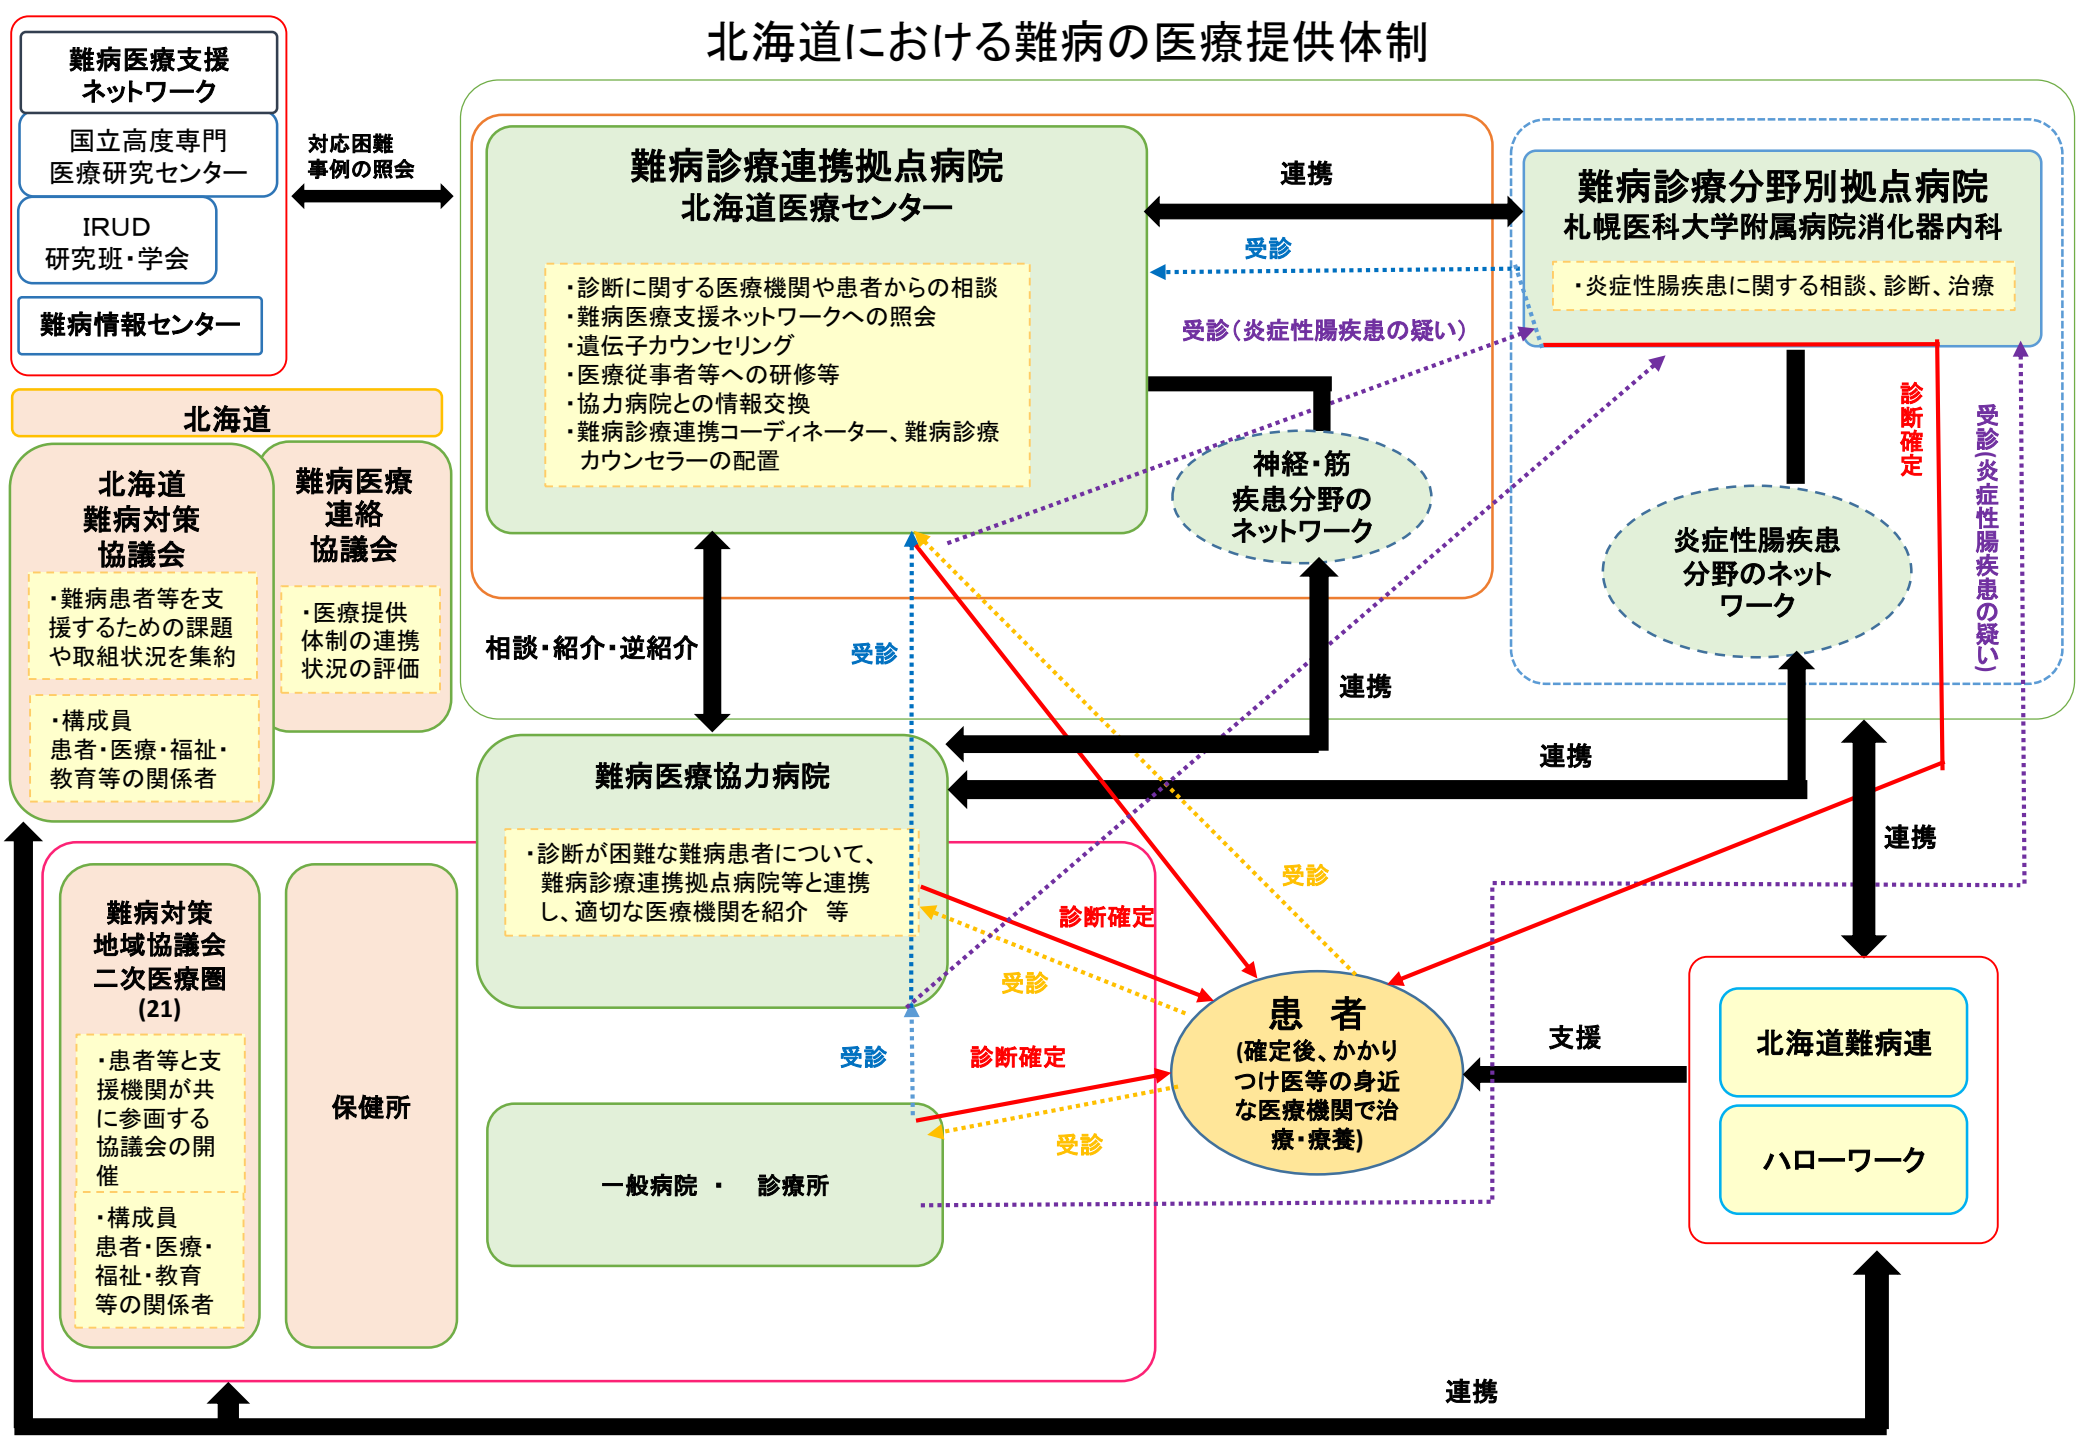 北海道における難病の医療提供体制
難病医療支援
ネットワーク
国立高度専門
医療研究センター
IRUD
研究班・学会
難病情報センター
対応困難
事例の照会
難病診療連携拠点病院
北海道医療センター
・診断に関する医療機関や患者からの相談
・難病医療支援ネットワークへの照会
・遺伝子カウンセリング
・医療従事者等への研修等
・協力病院との情報交換
・難病診療連携コーディネーター、難病診療
カウンセラーの配置
連携
受診
受診(炎症性腸疾患の疑い)
難病診療分野別拠点病院
札幌医科大学附属病院消化器内科
・炎症性腸疾患に関する相談、診断、治療
神経・筋
疾患分野の
ネットワーク
炎症性腸疾患
分野のネット
ワーク
診断確定
受診(炎症性腸疾患の疑い)
北海道
北海道
難病対策
協議会
・難病患者等を支
援するための課題
や取組状況を集約
・構成員
患者・医療・福祉・
教育等の関係者
難病医療
連絡
協議会
・医療提供
体制の連携
状況の評価
相談・紹介・逆紹介
受診
連携
連携
連携
難病医療協力病院
・診断が困難な難病患者について、
難病診療連携拠点病院等と連携
し、適切な医療機関を紹介　等
受診
診断確定
受診
難病対策
地域協議会
二次医療圏
(21)
・患者等と支
援機関が共
に参画する
協議会の開
催
・構成員
患者・医療・
福祉・教育
等の関係者
保健所
受診
診断確定
受診
一般病院　・　診療所
患　者
(確定後、かかり
つけ医等の身近
な医療機関で治
療・療養)
支援
北海道難病連
ハローワーク
連携